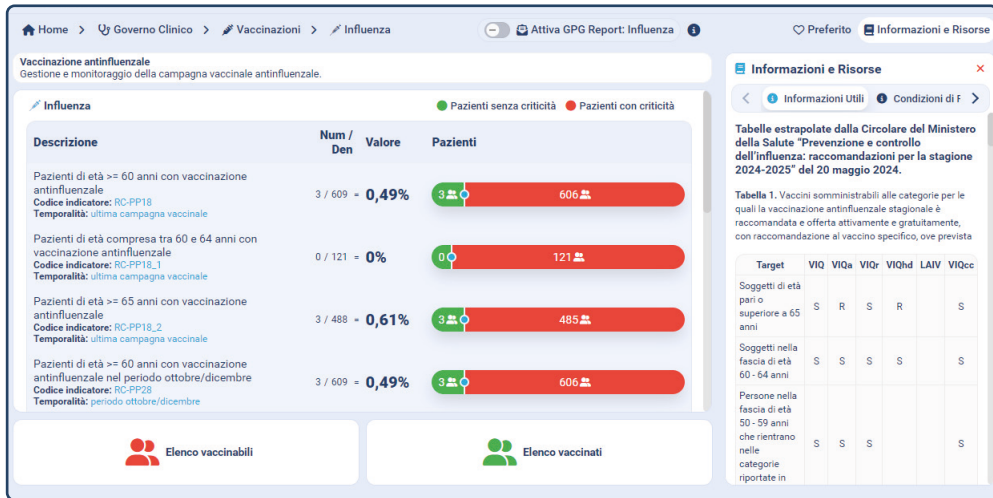 Home > Governo Clinico > Vaccinazioni > Influenza
Attiva GPG Report: Influenza
Preferito
Informazioni e Risorse
Vaccinazione antinfluenzale
Gestione e monitoraggio della campagna vaccinale antinfluenzale.
Influenza
Pazienti senza criticità
Pazienti con criticità
Descrizione
Num / Den
Valore
Pazienti
Pazienti di età >= 60 anni con vaccinazione
antinfluenzale
Codice indicatore: RC-PP18
Temporalità: ultima campagna vaccinale
3 / 609 = 0,49%
3
606
Pazienti di età compresa tra 60 e 64 anni con
vaccinazione antinfluenzale
Codice indicatore: RC-PP18_1
Temporalità: ultima campagna vaccinale
0 / 121 = 0%
0
121
Pazienti di età >= 65 anni con vaccinazione
antinfluenzale
Codice indicatore: RC-PP18_2
Temporalità: ultima campagna vaccinale
3 / 488 = 0,61%
3
485
Pazienti di età >= 60 anni con vaccinazione
antinfluenzale nel periodo ottobre/dicembre
Codice indicatore: RC-PP28
Temporalità: periodo ottobre/dicembre
3 / 609 = 0,49%
3
606
Elenco vaccinabili
Elenco vaccinati
Informazioni e Risorse
Informazioni Utili
Condizioni di F
Tabelle estrapolate dalla Circolare del Ministero
della Salute "Prevenzione e controllo
dell'influenza: raccomandazioni per la stagione
2024-2025" del 20 maggio 2024.
Tabella 1. Vaccini somministrabili alle categorie per le
quali la vaccinazione antinfluenzale stagionale è
raccomandata e offerta attivamente e gratuitamente,
con raccomandazione al vaccino specifico, ove prevista
Target VIQ VIQa VIQr VIQhd LAIV VIQcc
Soggetti di età
pari o
superiore a 65
anni
S R S R S
Soggetti nella
fascia di età
60 - 64 anni
S S S S S
Persone nella
fascia di età
50 - 59 anni
che rientrano
nelle
categorie
riportate in
S S S S